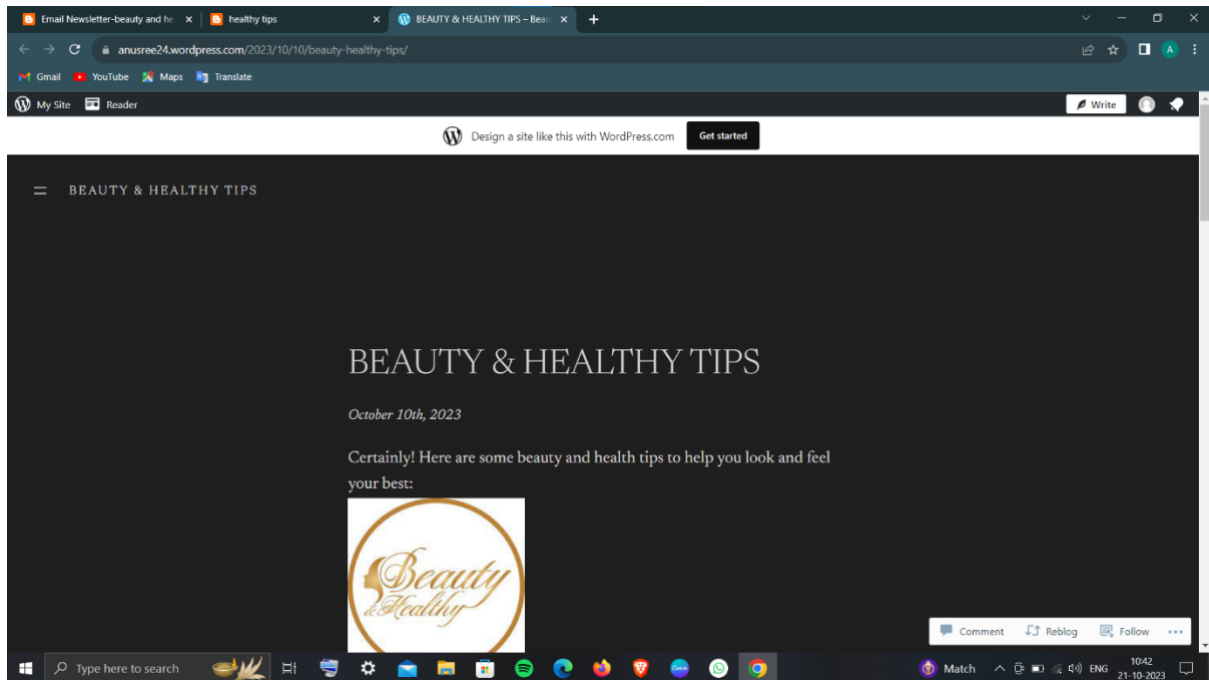 Email Newsletter-beauty and he
healthy tips
BEAUTY & HEALTHY TIPS – Beau
anusree24.wordpress.com/2023/10/10/beauty-healthy-tips/
A
Gmail YouTube Maps Translate
My Site Reader
Write
Design a site like this with WordPress.com Get started
BEAUTY & HEALTHY TIPS
BEAUTY & HEALTHY TIPS
October 10th, 2023
Certainly! Here are some beauty and health tips to help you look and feel
your best:
Beauty
& Healthy
Comment Reblog Follow
Type here to search
Match
ENG
10:42
21-10-2023